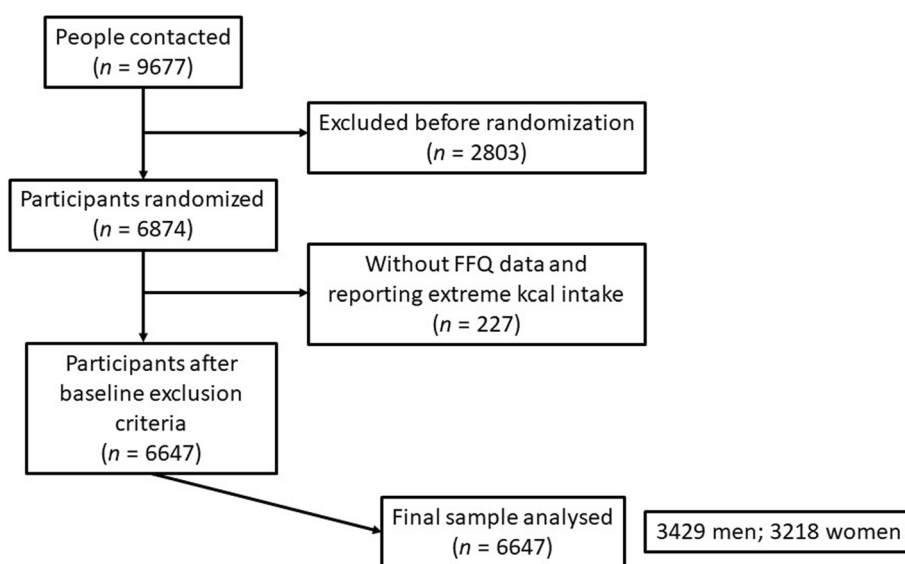 People contacted
(n = 9677)
Excluded before randomization
(n = 2803)
Participants randomized
(n = 6874)
Without FFQ data and
reporting extreme kcal intake
(n = 227)
Participants after
baseline exclusion
criteria
(n = 6647)
Final sample analysed
(n = 6647)
3429 men; 3218 women